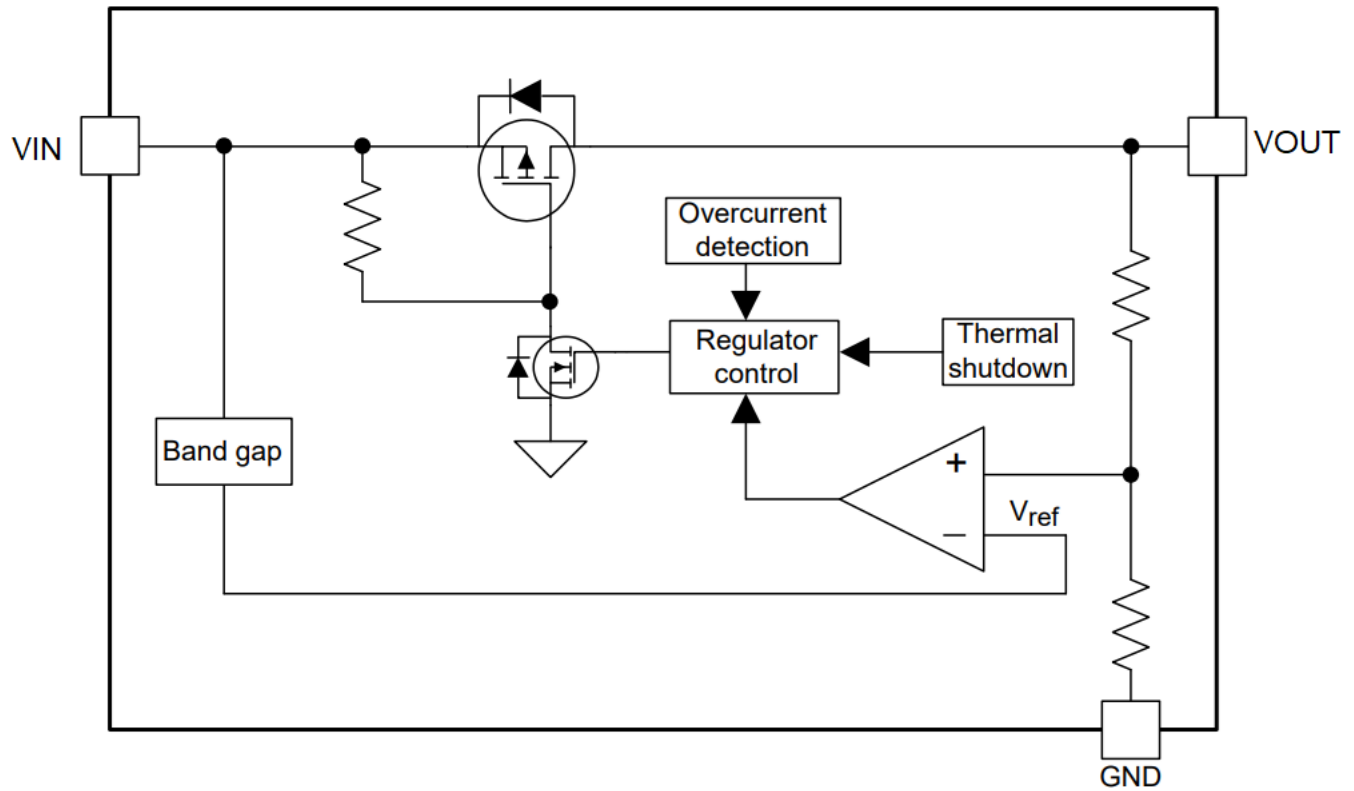 VIN
VOUT
Overcurrent
detection
Regulator
control
Thermal
shutdown
Band gap
+
Vref
−
GND